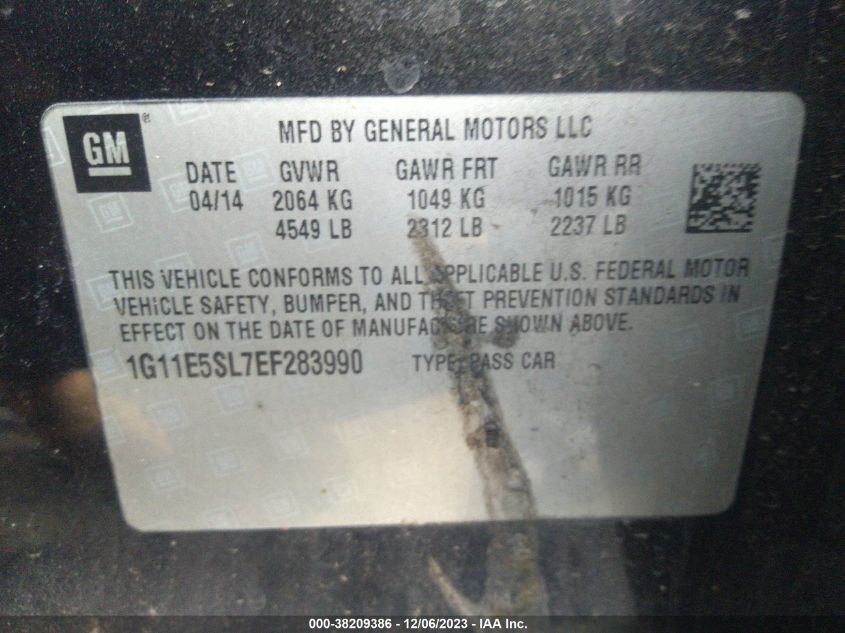 GM ®
MFD BY GENERAL MOTORS LLC
DATE GVWR GAWR FRT GAWR RR
04/14 2064 KG 1049 KG 1015 KG
4549 LB 2312 LB 2237 LB
THIS VEHICLE CONFORMS TO ALL APPLICABLE U.S. FEDERAL MOTOR
VEHICLE SAFETY, BUMPER, AND THEFT PREVENTION STANDARDS IN
EFFECT ON THE DATE OF MANUFACTURE SHOWN ABOVE.
1G11E5SL7EF283990 TYPE: PASS CAR
000-38209386 - 12/06/2023 - IAA Inc.